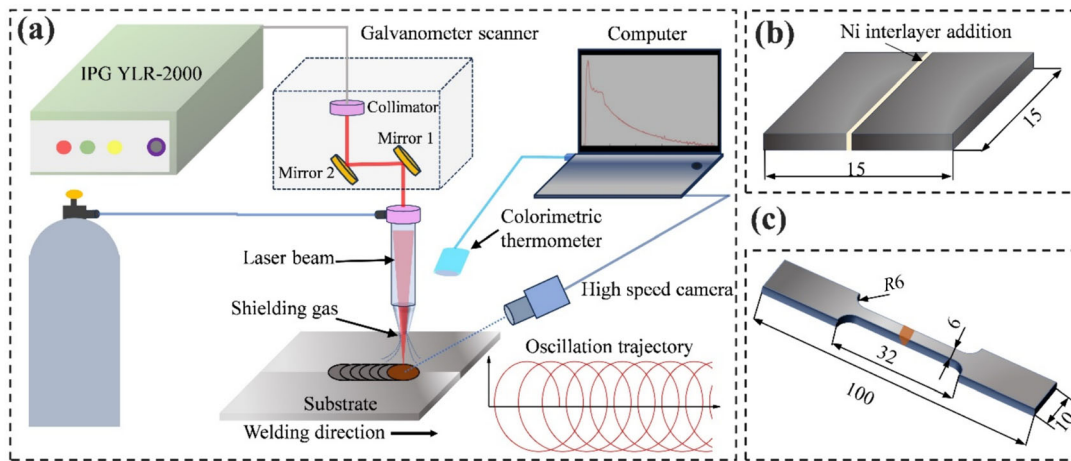 (a)
IPG YLR-2000
Galvanometer scanner
Computer
Collimator
Mirror 1
Mirror 2
Colorimetric
thermometer
Laser beam
High speed camera
Shielding gas
Oscillation trajectory
Substrate
Welding direction
(b)
Ni interlayer addition
15
15
(c)
R6
6
32
100
10